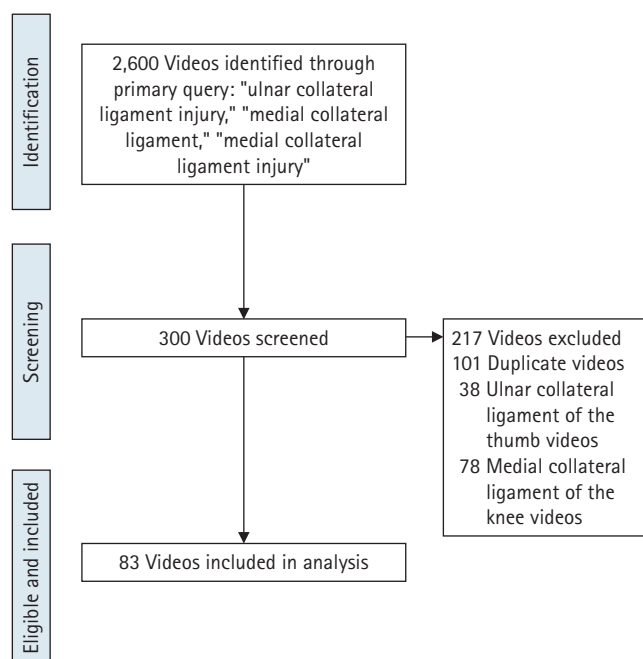 Identification
2,600 Videos identified through
primary query: "ulnar collateral
ligament injury," "medial collateral
ligament," "medial collateral
ligament injury"
Screening
300 Videos screened
217 Videos excluded
101 Duplicate videos
38 Ulnar collateral
ligament of the
thumb videos
78 Medial collateral
ligament of the
knee videos
Eligible and included
83 Videos included in analysis